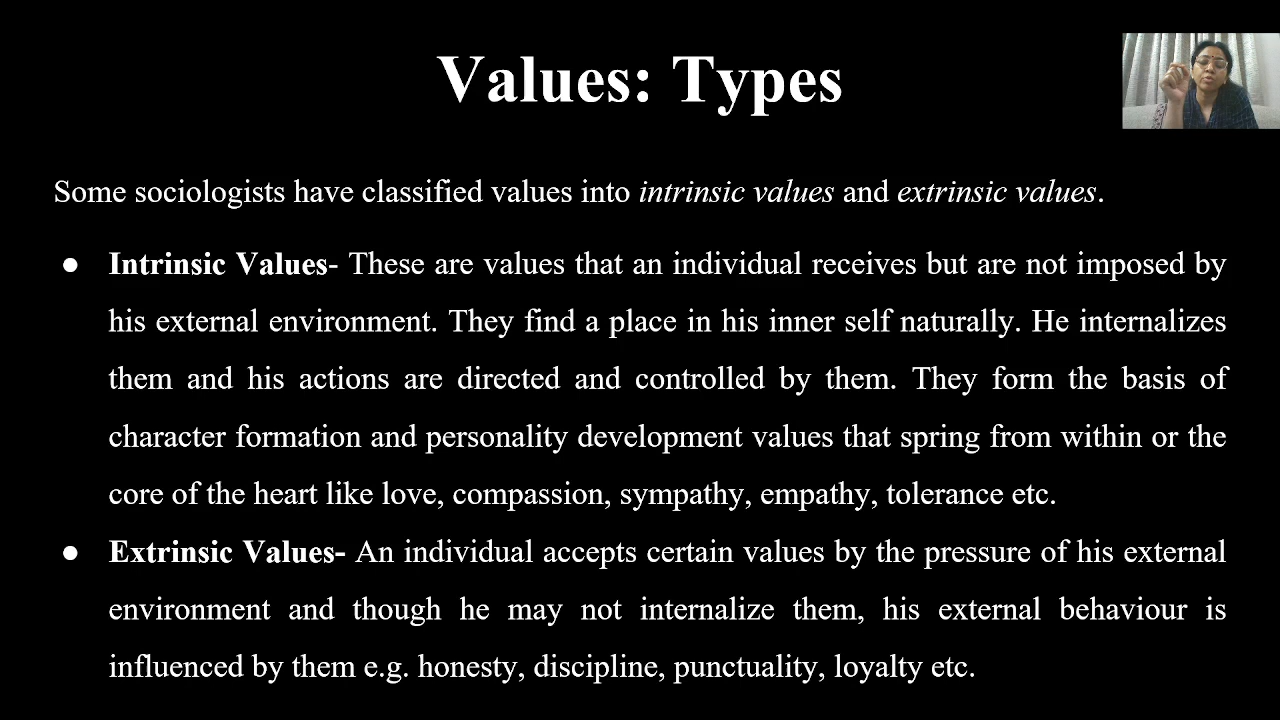 Values: Types
Some sociologists have classified values into intrinsic values and extrinsic values.
● Intrinsic Values- These are values that an individual receives but are not imposed by
his external environment. They find a place in his inner self naturally. He internalizes
them and his actions are directed and controlled by them. They form the basis of
character formation and personality development values that spring from within or the
core of the heart like love, compassion, sympathy, empathy, tolerance etc.
● Extrinsic Values- An individual accepts certain values by the pressure of his external
environment and though he may not internalize them, his external behaviour is
influenced by them e.g. honesty, discipline, punctuality, loyalty etc.